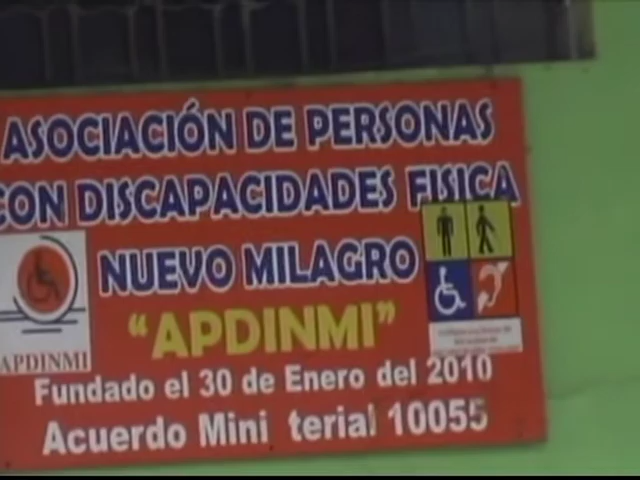 ASOCIACIÓN DE PERSONAS
CON DISCAPACIDADES FISICA
NUEVO MILAGRO
"APDINMI"
APDINMI
Fundado el 30 de Enero del 2010
Acuerdo Mini terial 10055